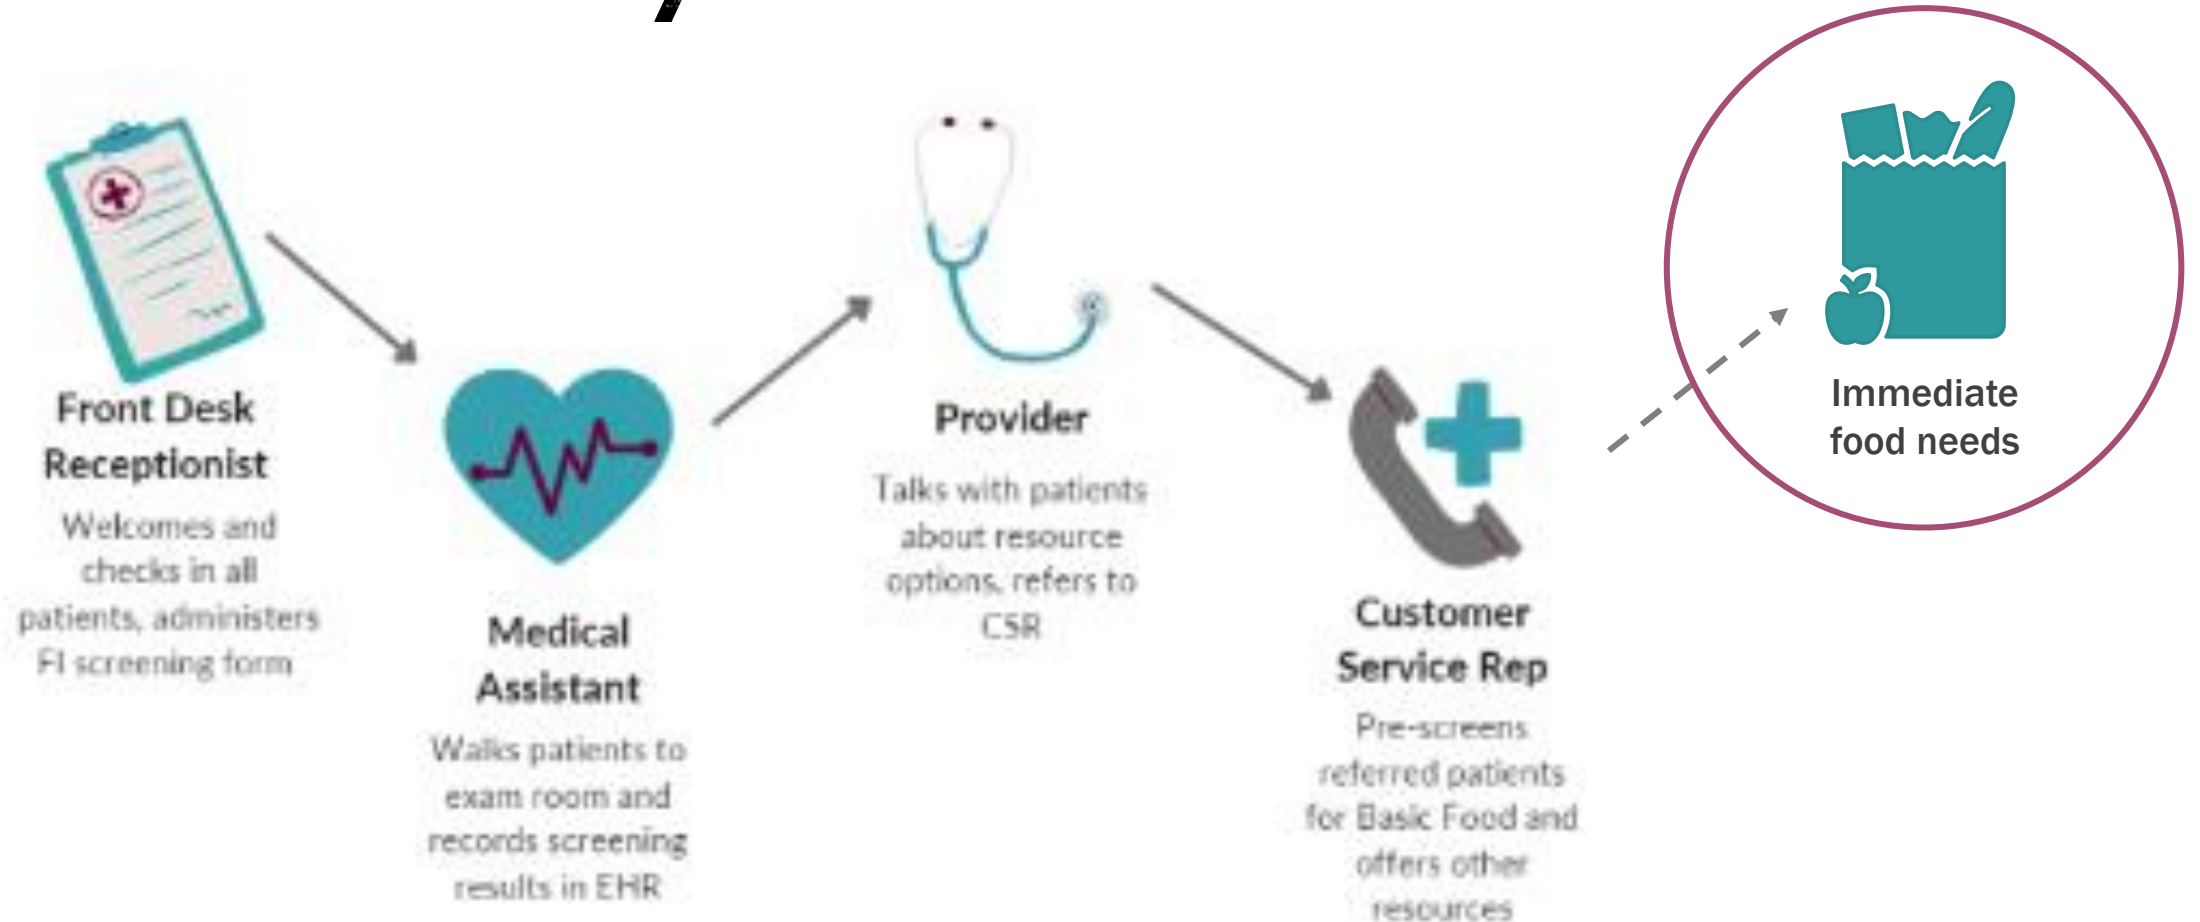 Front Desk
Receptionist
Welcomes and
checks in all
patients, administers
FI screening form
Medical
Assistant
Walks patients to
exam room and
records screening
results in EHR
Provider
Talks with patients
about resource
options, refers to
CSR
Customer
Service Rep
Pre-screens
referred patients
for Basic Food and
offers other
resources
Immediate
food needs